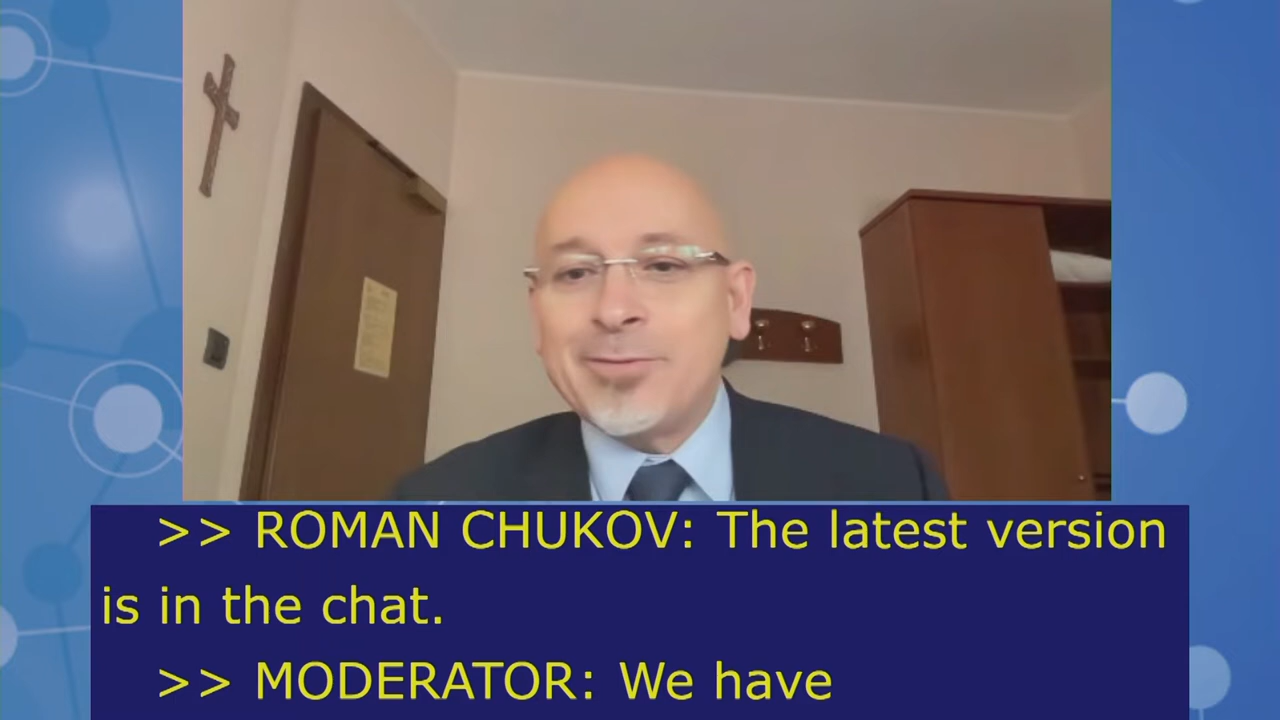 >> ROMAN CHUKOV: The latest version
is in the chat.
>> MODERATOR: We have